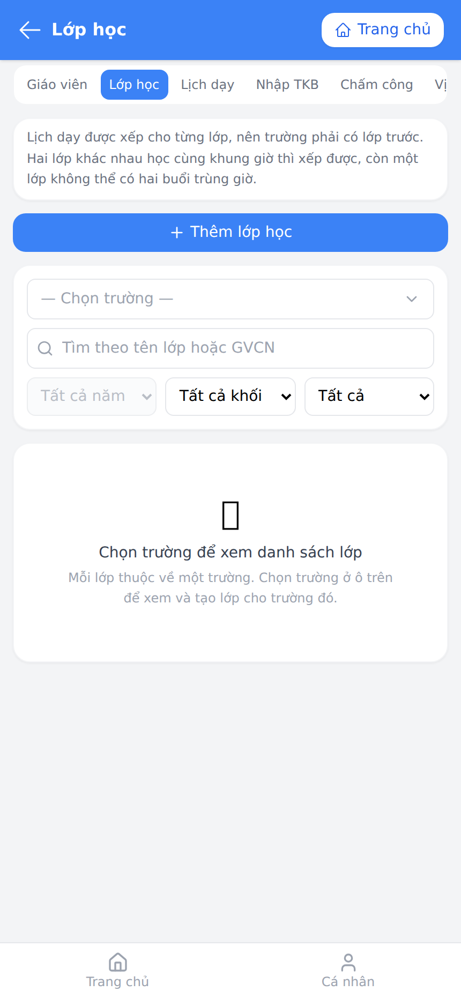 Lớp học
Trang chủ
Giáo viên
Lớp học
Lịch dạy
Nhập TKB
Chấm công
Vị
Lịch dạy được xếp cho từng lớp, nên trường phải có lớp trước.
Hai lớp khác nhau học cùng khung giờ thì xếp được, còn một
lớp không thể có hai buổi trùng giờ.
Thêm lớp học
— Chọn trường —
Tìm theo tên lớp hoặc GVCN
Tất cả năm
Tất cả khối
Tất cả
Chọn trường để xem danh sách lớp
Mỗi lớp thuộc về một trường. Chọn trường ở ô trên
để xem và tạo lớp cho trường đó.
Trang chủ
Cá nhân